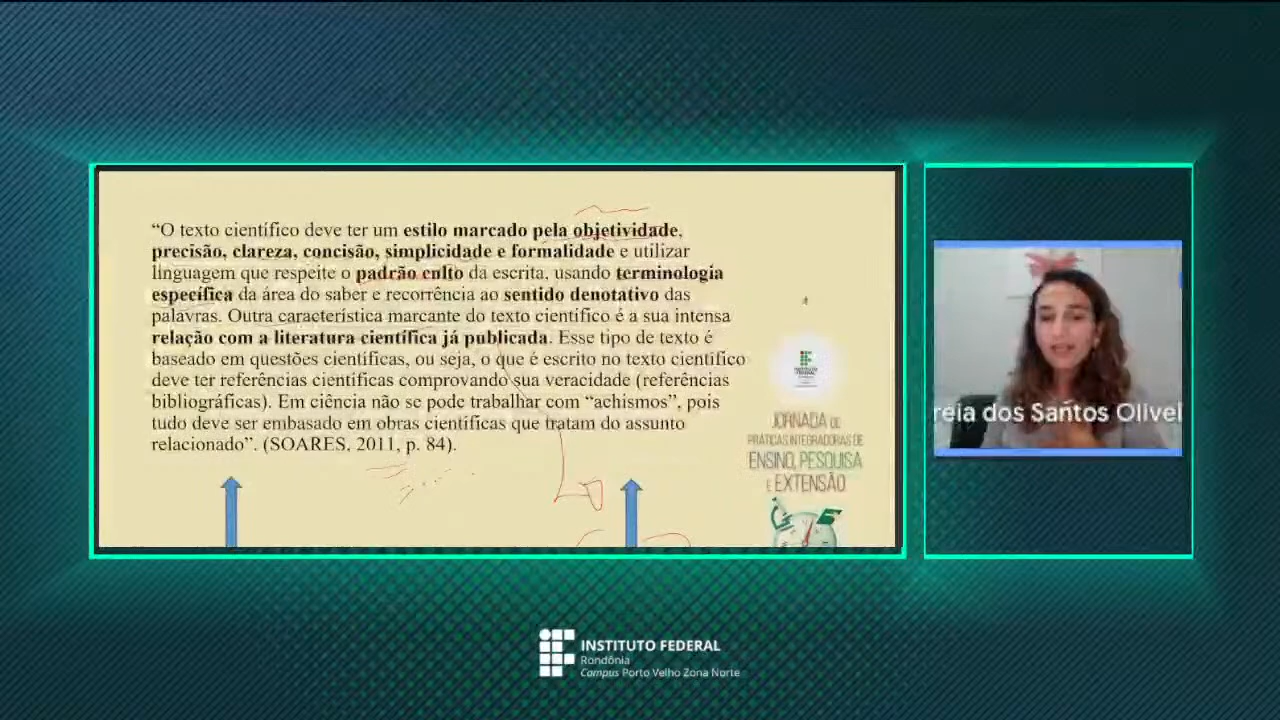 “O texto científico deve ter um estilo marcado pela objetividade,
precisão, clareza, concisão, simplicidade e formalidade e utilizar
linguagem que respeite o padrão culto da escrita, usando terminologia
específica da área do saber e recorrência ao sentido denotativo das
palavras. Outra característica marcante do texto científico é a sua intensa
relação com a literatura científica já publicada. Esse tipo de texto é
baseado em questões científicas, ou seja, o que é escrito no texto científico
deve ter referências científicas comprovando sua veracidade (referências
bibliográficas). Em ciência não se pode trabalhar com “achismos”, pois
tudo deve ser embasado em obras científicas que tratam do assunto
relacionado”. (SOARES, 2011, p. 84).
INSTITUTO FEDERAL
JORNADA DE
PRÁTICAS INTEGRADORAS DE
ENSINO, PESQUISA
E EXTENSÃO
reia dos Santos Olivei
INSTITUTO FEDERAL
Rondônia
Campus Porto Velho Zona Norte